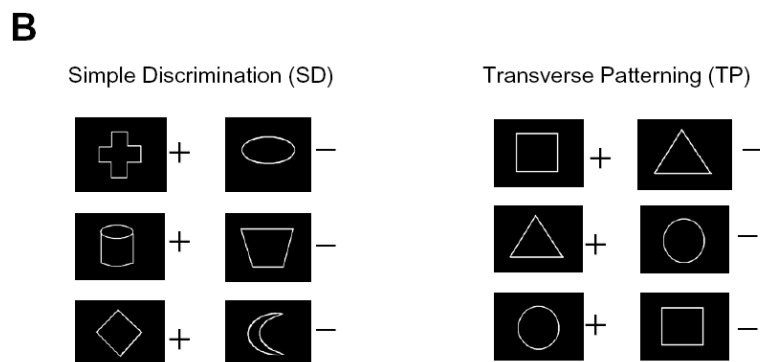 B
Simple Discrimination (SD)
Transverse Patterning (TP)
+ − + −
+ − + −
+ − + −